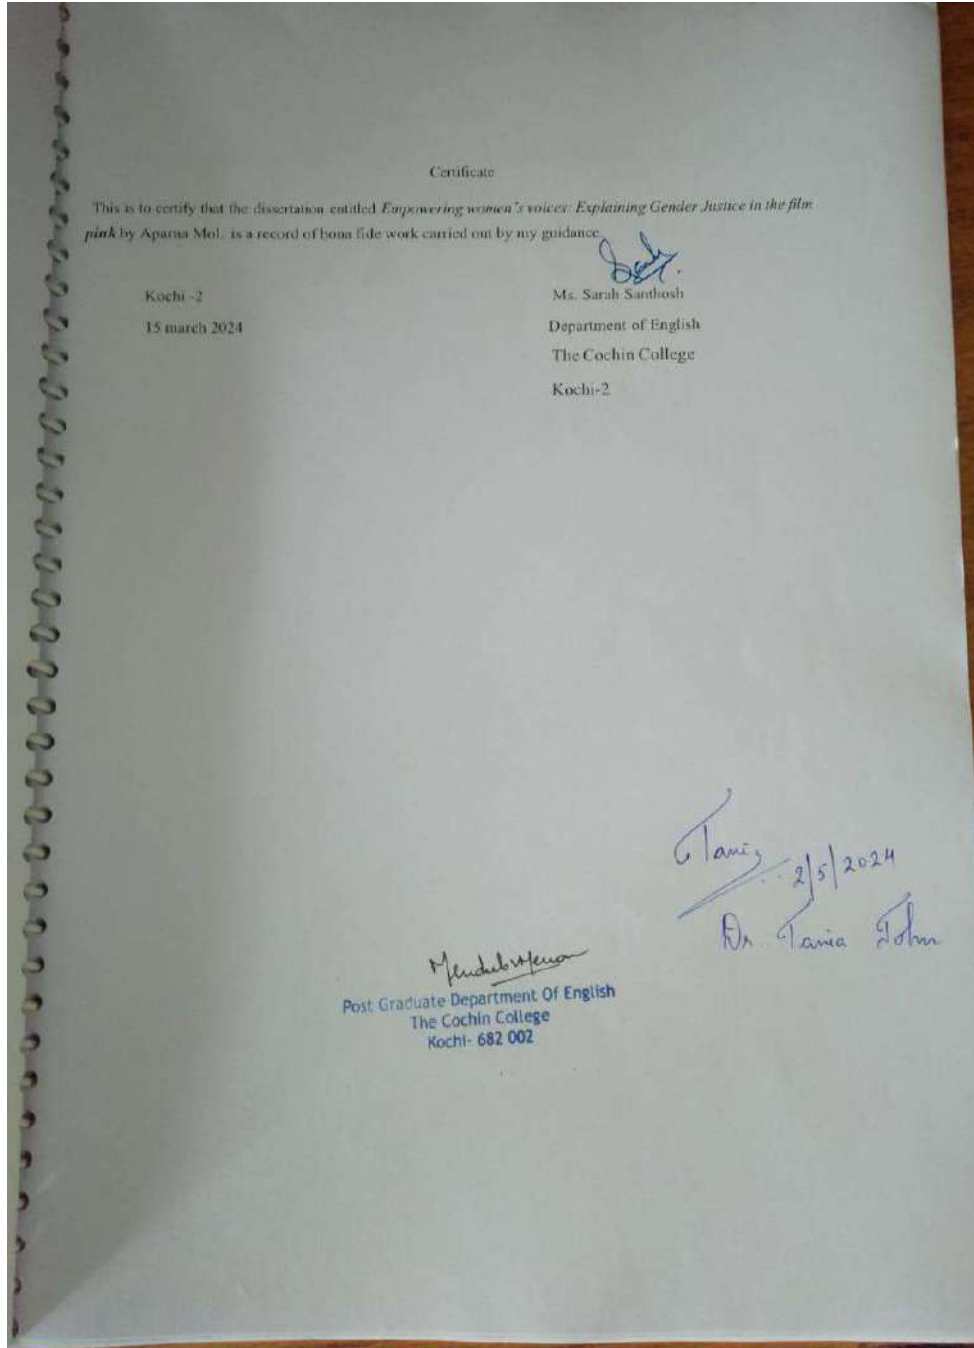 Certificate
This is to certify that the dissertation entitled Empowering women's voices: Explaining Gender Justice in the film
pink by Aparna Mol. is a record of bona fide work carried out by my guidance.
Kochi -2
Ms. Sarah Santhosh
15 march 2024
Department of English
The Cochin College
Kochi-2
Tania
2/5/2024
Dr. Tania John
Post Graduate Department Of English
The Cochin College
Kochi- 682 002